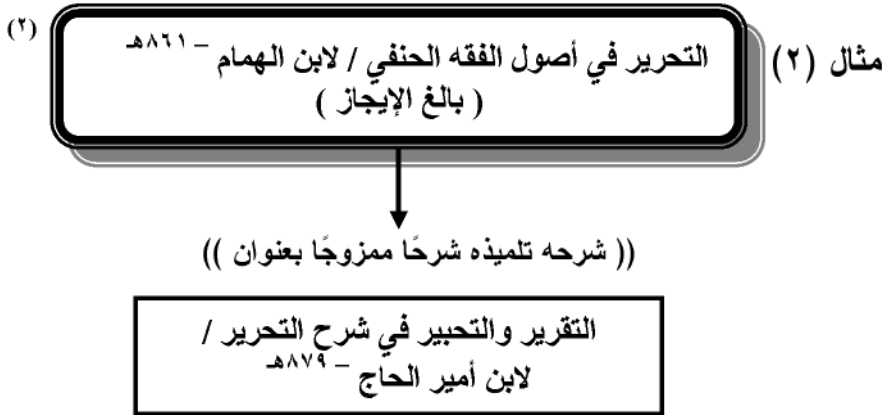 مثال (٢)
التحرير في أصول الفقه الحنفي / لابن الهمام – ٨٦١هـ (٢)
( بالغ الإيجاز )
(( شرحه تلميذه شرحًا ممزوجًا بعنوان ))
التقرير والتحبير في شرح التحرير /
لابن أمير الحاج – ٨٧٩هـ